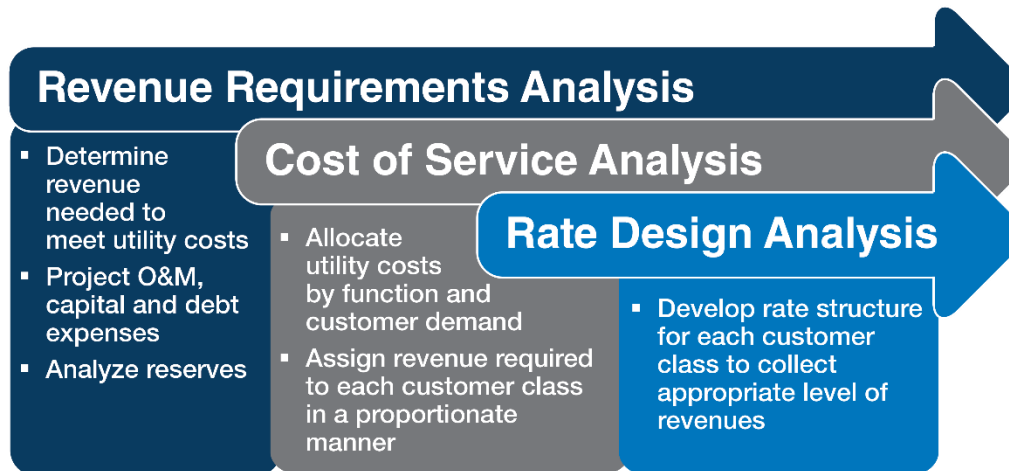 Revenue Requirements Analysis
▪ Determine
revenue
needed to
meet utility costs
▪ Project O&M,
capital and debt
expenses
▪ Analyze reserves
Cost of Service Analysis
▪ Allocate
utility costs
by function and
customer demand
▪ Assign revenue required
to each customer class
in a proportionate
manner
Rate Design Analysis
▪ Develop rate structure
for each customer
class to collect
appropriate level of
revenues